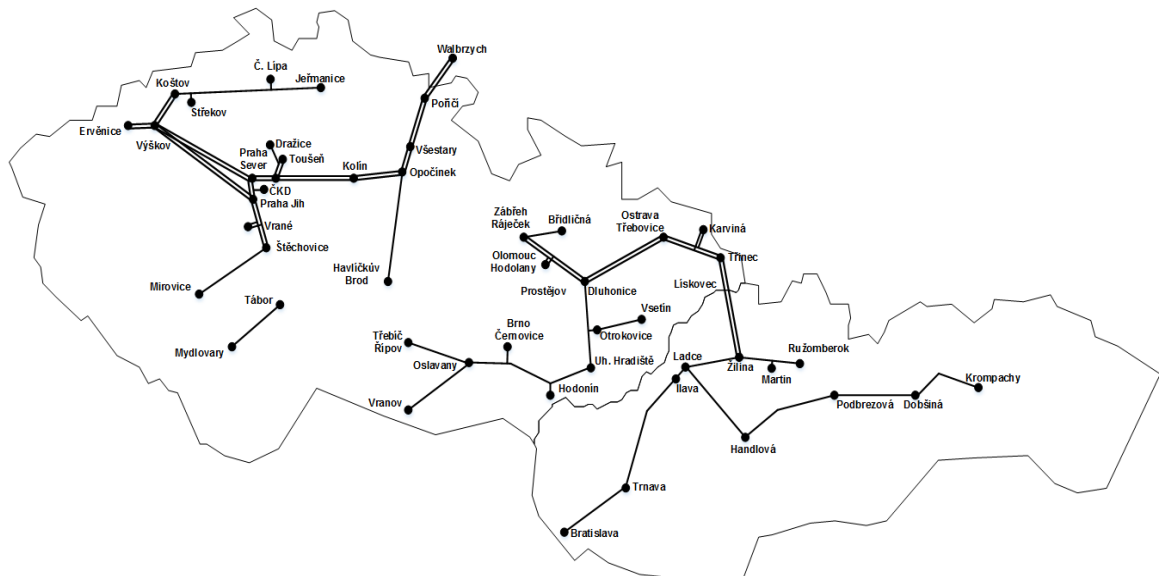 Walbrzych
Č. Lípa
Jeřmanice
Koštov
Poříčí
Střekov
Ervěnice
Výškov
Dražice
Praha
Sever
Toušeň
Všestary
Kolín
Opočínek
ČKD
Praha Jih
Vrané
Štěchovice
Mirovice
Tábor
Mydlovary
Havlíčkův
Brod
Zábřeh
Ráječek
Břidličná
Ostrava
Třebovice
Karviná
Olomouc
Hodolany
Třinec
Prostějov
Dluhonice
Lískovec
Vsetín
Otrokovice
Třebíč
Řípov
Brno
Černovice
Oslavany
Uh. Hradiště
Ladce
Žilina
Ružomberok
Martin
Ilava
Vranov
Hodonín
Krompachy
Podbrezová
Dobšiná
Handlová
Trnava
Bratislava